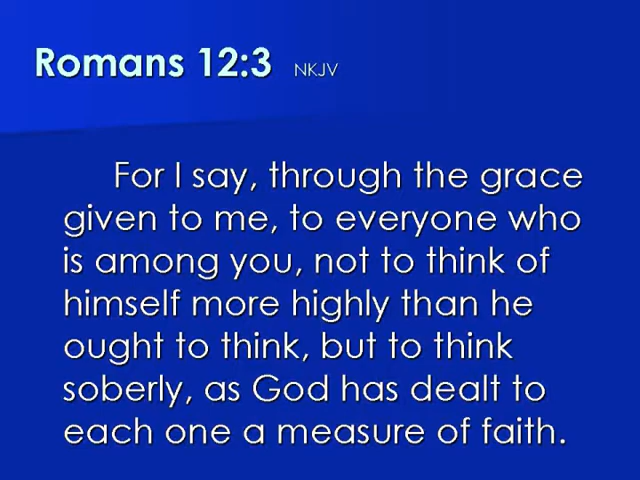 Romans 12:3 NKJV
For I say, through the grace
given to me, to everyone who
is among you, not to think of
himself more highly than he
ought to think, but to think
soberly, as God has dealt to
each one a measure of faith.